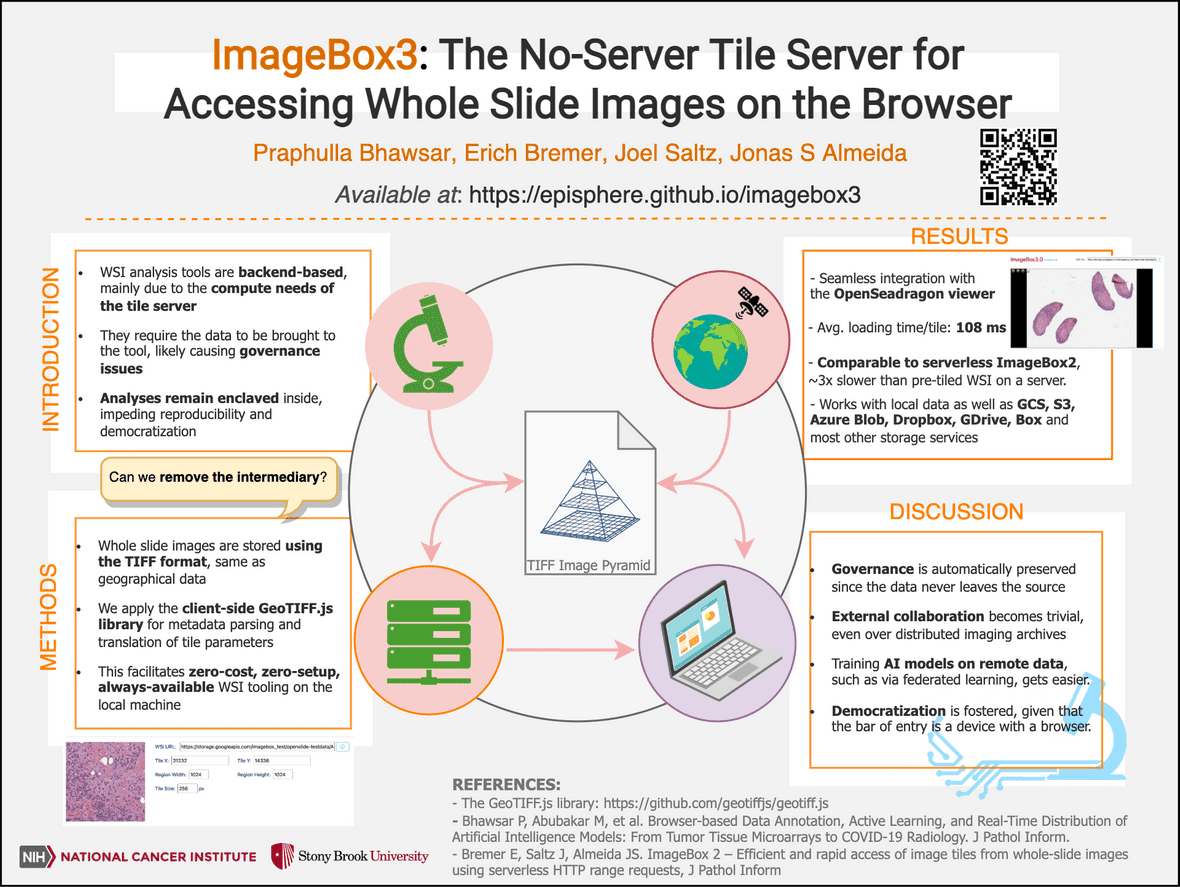 ImageBox3: The No-Server Tile Server for
Accessing Whole Slide Images on the Browser
Praphulla Bhawsar, Erich Bremer, Joel Saltz, Jonas S Almeida
Available at: https://episphere.github.io/imagebox3
INTRODUCTION
• WSI analysis tools are backend-based,
mainly due to the compute needs of
the tile server
• They require the data to be brought to
the tool, likely causing governance
issues
• Analyses remain enclaved inside,
impeding reproducibility and
democratization
Can we remove the intermediary?
METHODS
• Whole slide images are stored using
the TIFF format, same as
geographical data
• We apply the client-side GeoTIFF.js
library for metadata parsing and
translation of tile parameters
• This facilitates zero-cost, zero-setup,
always-available WSI tooling on the
local machine
WSI URL: https://storage.googleapis.com/imagebox_test/openslide-testdata/A
Tile X: 31232 Tile Y: 14336
Region Width: 1024 Region Height: 1024
Tile Size: 256 px
TIFF Image Pyramid
RESULTS
- Seamless integration with
the OpenSeadragon viewer
- Avg. loading time/tile: 108 ms
- Comparable to serverless ImageBox2,
~3x slower than pre-tiled WSI on a server.
- Works with local data as well as GCS, S3,
Azure Blob, Dropbox, GDrive, Box and
most other storage services
ImageBox3.0
DISCUSSION
• Governance is automatically preserved
since the data never leaves the source
• External collaboration becomes trivial,
even over distributed imaging archives
• Training AI models on remote data,
such as via federated learning, gets easier.
• Democratization is fostered, given that
the bar of entry is a device with a browser.
REFERENCES:
- The GeoTIFF.js library: https://github.com/geotiffjs/geotiff.js
- Bhawsar P, Abubakar M, et al. Browser-based Data Annotation, Active Learning, and Real-Time Distribution of
Artificial Intelligence Models: From Tumor Tissue Microarrays to COVID-19 Radiology. J Pathol Inform.
- Bremer E, Saltz J, Almeida JS. ImageBox 2 – Efficient and rapid access of image tiles from whole-slide images
using serverless HTTP range requests, J Pathol Inform
NIH NATIONAL CANCER INSTITUTE
Stony Brook University